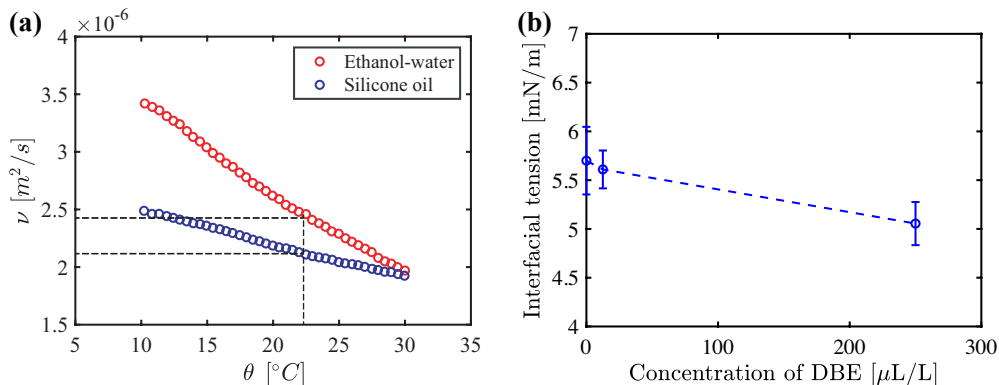 (a)
×10⁻⁶
4
3.5
3
2.5
2
1.5
ν [m²/s]
Ethanol-water
Silicone oil
5 10 15 20 25 30 35
θ [°C]
(b)
7
6.5
6
5.5
5
4.5
4
Interfacial tension [mN/m]
0 100 200 300
Concentration of DBE [μL/L]